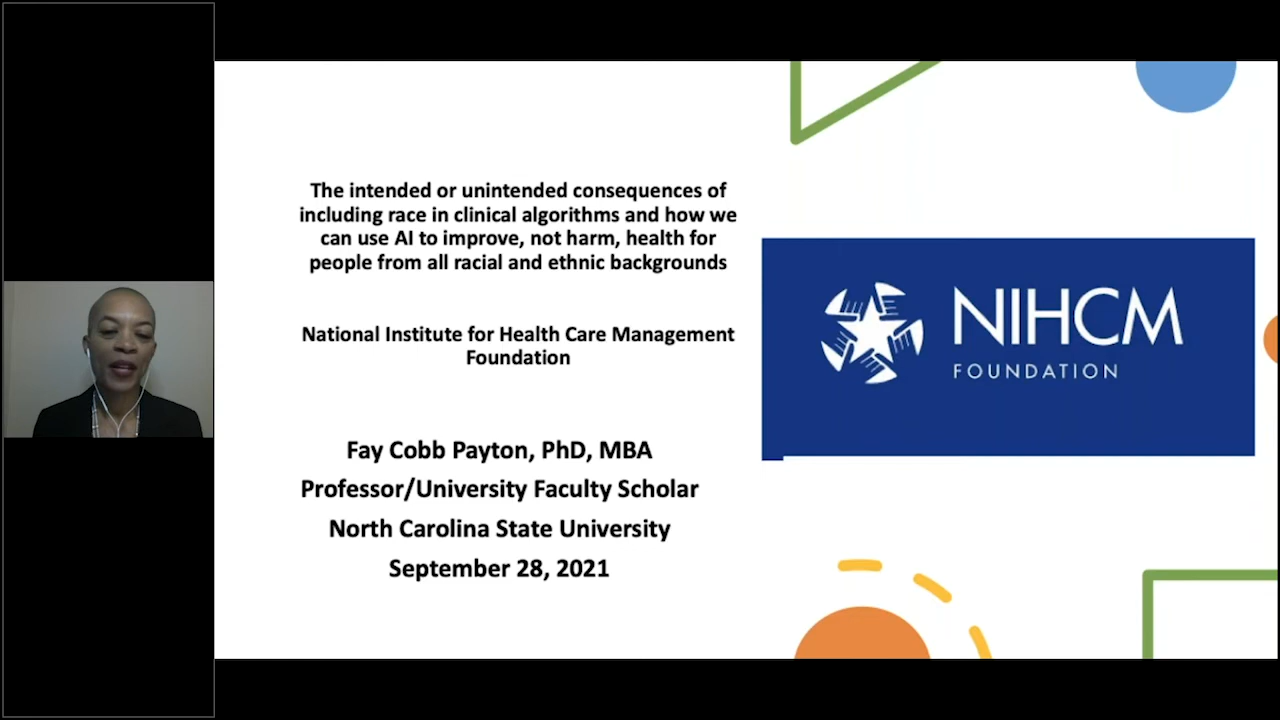 The intended or unintended consequences of
including race in clinical algorithms and how we
can use AI to improve, not harm, health for
people from all racial and ethnic backgrounds
National Institute for Health Care Management
Foundation
NIHCM
FOUNDATION
Fay Cobb Payton, PhD, MBA
Professor/University Faculty Scholar
North Carolina State University
September 28, 2021